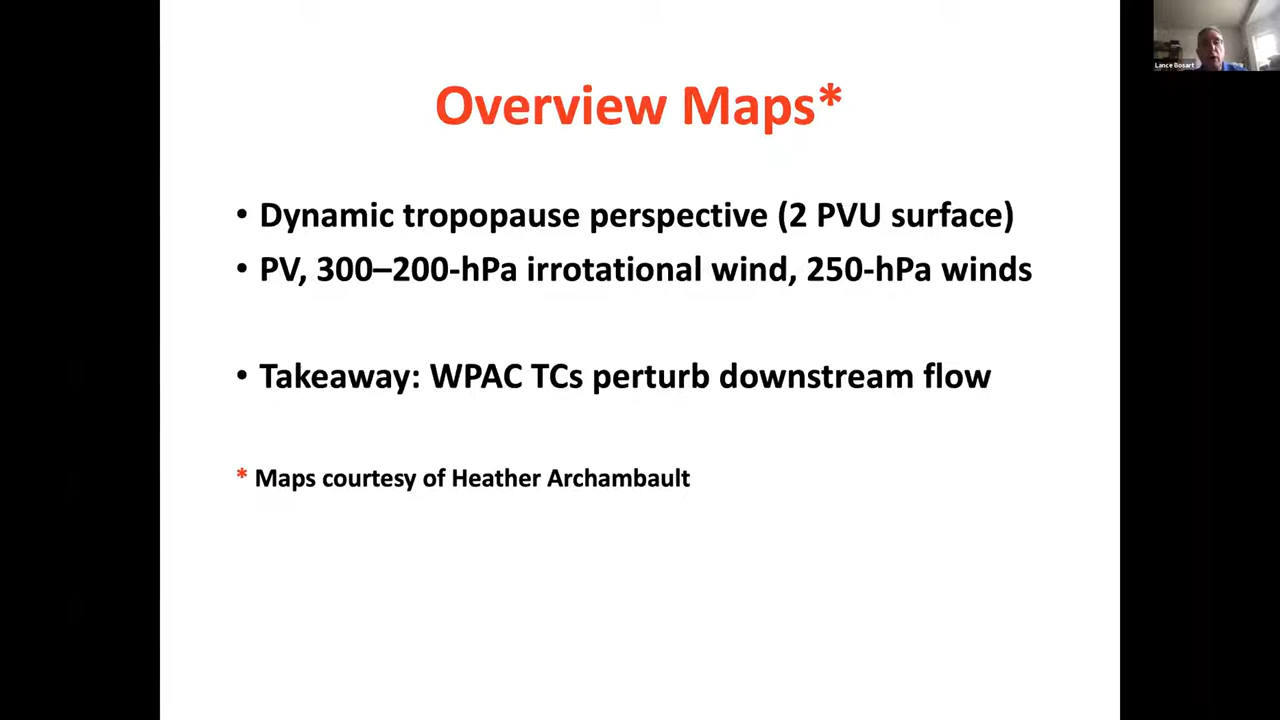 Lance Bosart
Overview Maps*
• Dynamic tropopause perspective (2 PVU surface)
• PV, 300–200-hPa irrotational wind, 250-hPa winds
• Takeaway: WPAC TCs perturb downstream flow
* Maps courtesy of Heather Archambault